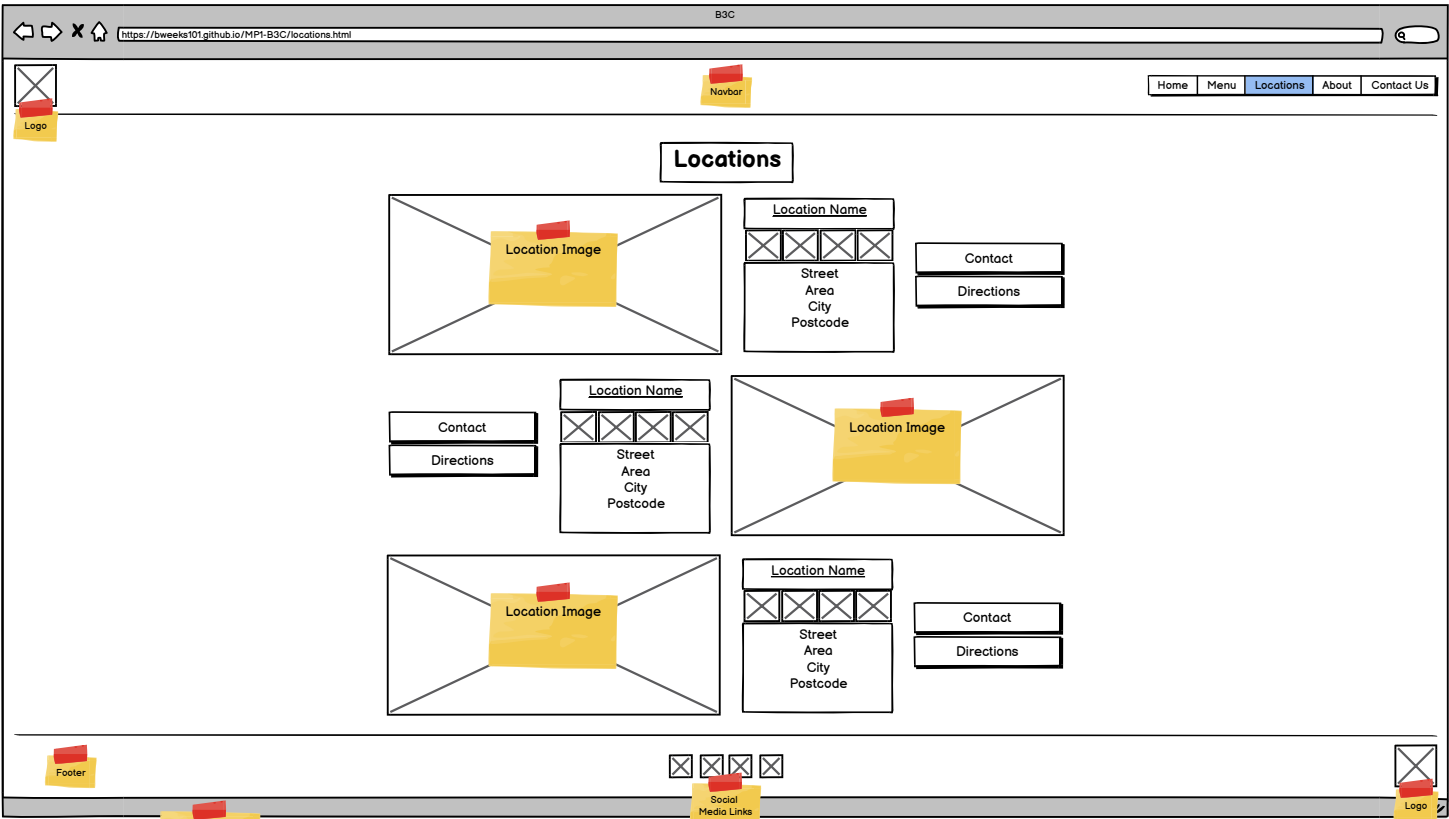 B3C
https://bweeks101.github.io/MP1-B3C/locations.html
Logo
Navbar
Home Menu Locations About Contact Us
Locations
Location Image
Location Name
Street
Area
City
Postcode
Contact
Directions
Contact
Directions
Location Name
Street
Area
City
Postcode
Location Image
Location Image
Location Name
Street
Area
City
Postcode
Contact
Directions
Footer
Social
Media Links
Logo